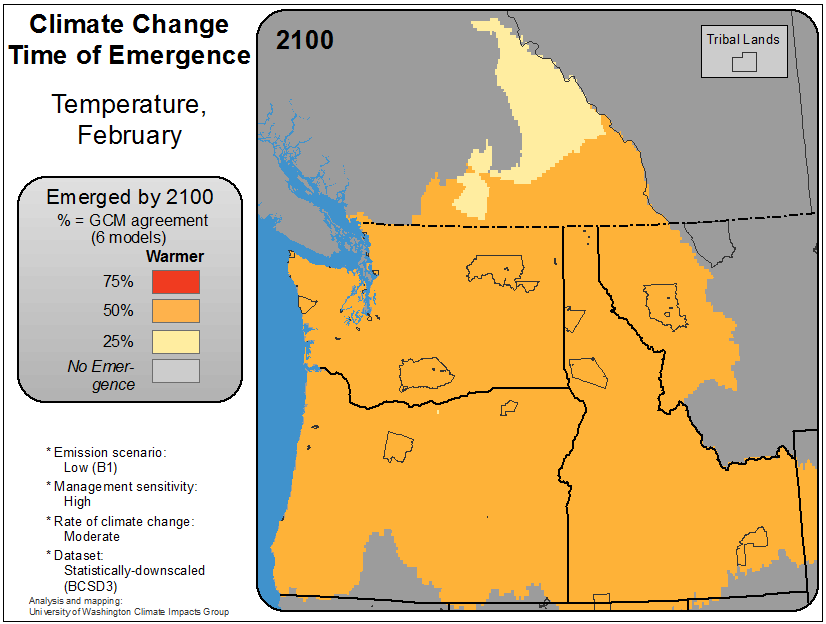 Climate Change
Time of Emergence
Temperature,
February
Emerged by 2100
% = GCM agreement
(6 models)
Warmer
75%
50%
25%
No Emer-
gence
* Emission scenario:
Low (B1)
* Management sensitivity:
High
* Rate of climate change:
Moderate
* Dataset:
Statistically-downscaled
(BCSD3)
Analysis and mapping:
University of Washington Climate Impacts Group
2100
Tribal Lands